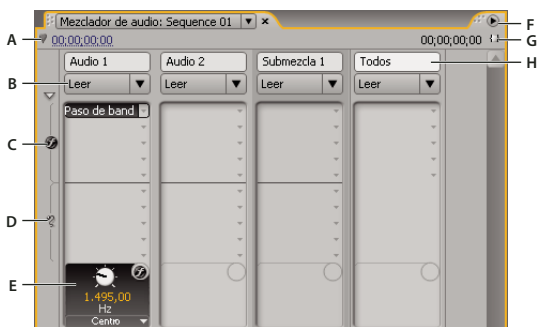 Mezclador de audio: Sequence 01
F
A 00;00;00;00 00;00;00;00 G
Audio 1 Audio 2 Submezcla 1 Todos H
B Leer Leer Leer Leer
Paso de band
C
D
E
1.495,00
Hz
Centro